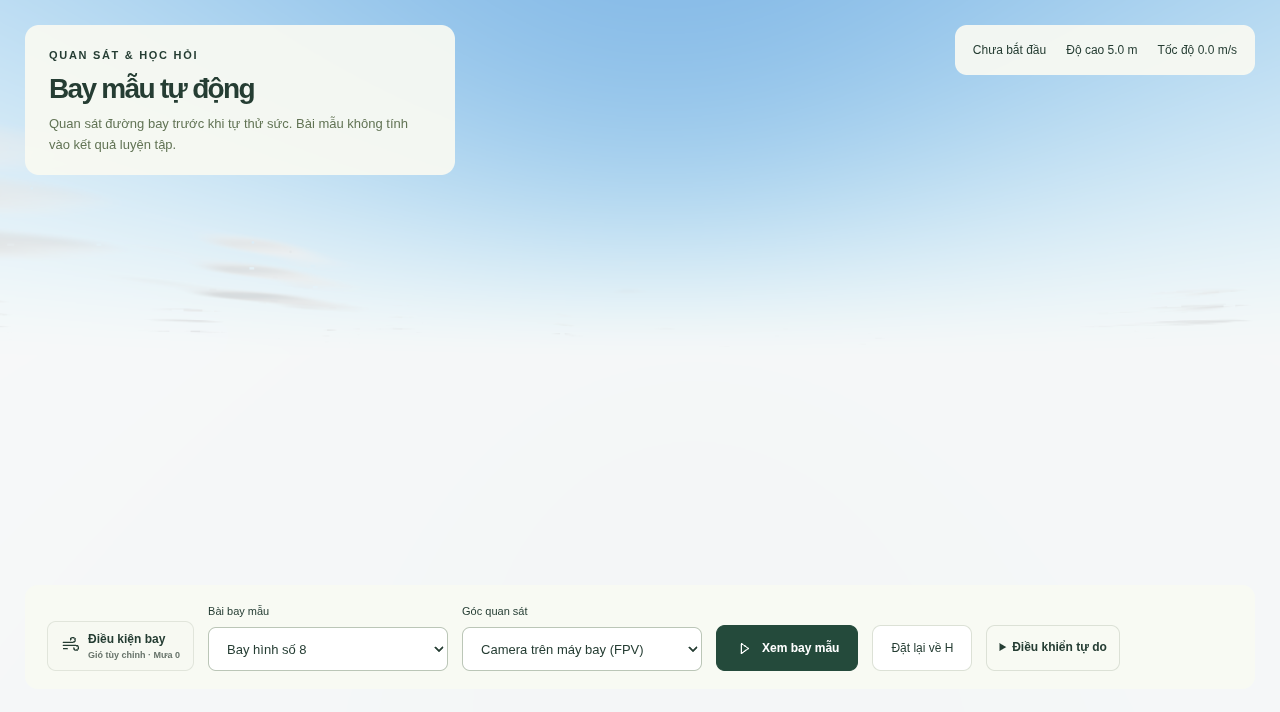 QUAN SÁT & HỌC HỎI
Bay mẫu tự động
Quan sát đường bay trước khi tự thử sức. Bài mẫu không tính
vào kết quả luyện tập.
Chưa bắt đầu Độ cao 5.0 m Tốc độ 0.0 m/s
Điều kiện bay
Gió tùy chỉnh · Mưa 0
Bài bay mẫu
Bay hình số 8
Góc quan sát
Camera trên máy bay (FPV)
Xem bay mẫu
Đặt lại về H
Điều khiển tự do